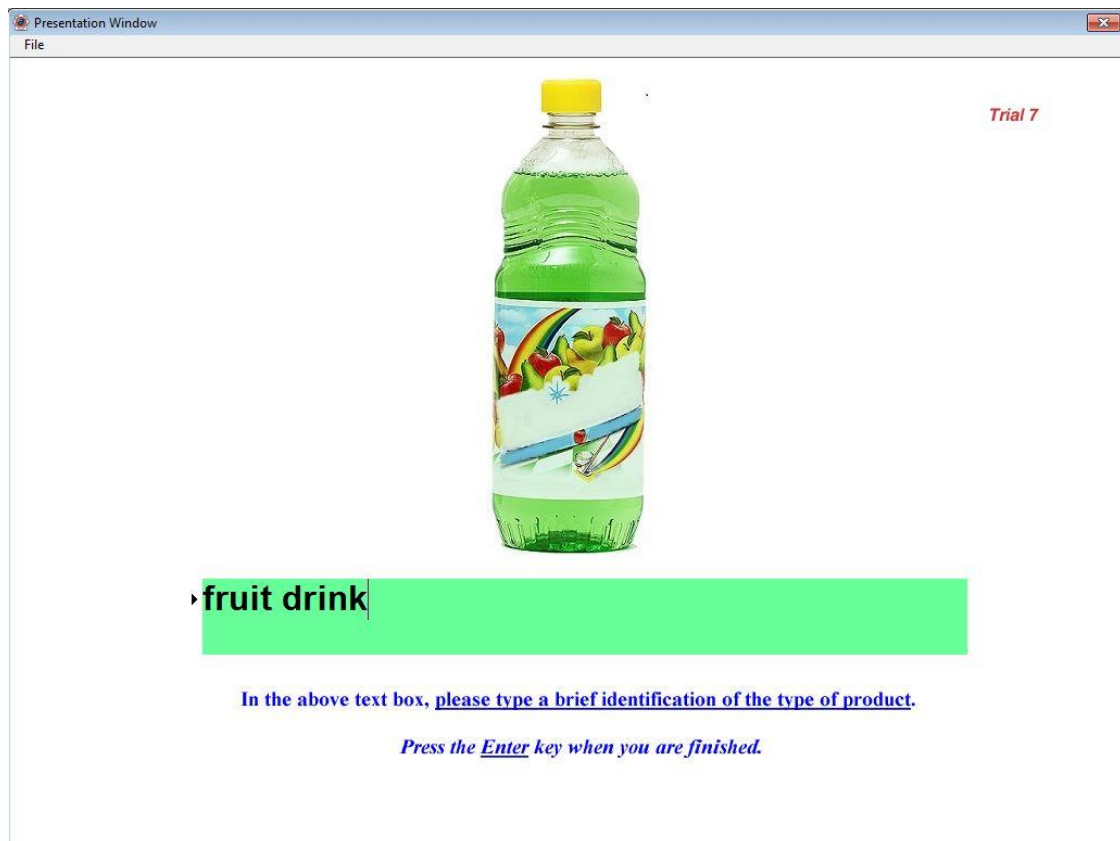 Presentation Window
File
Trial 7
fruit drink
In the above text box, please type a brief identification of the type of product.
Press the Enter key when you are finished.